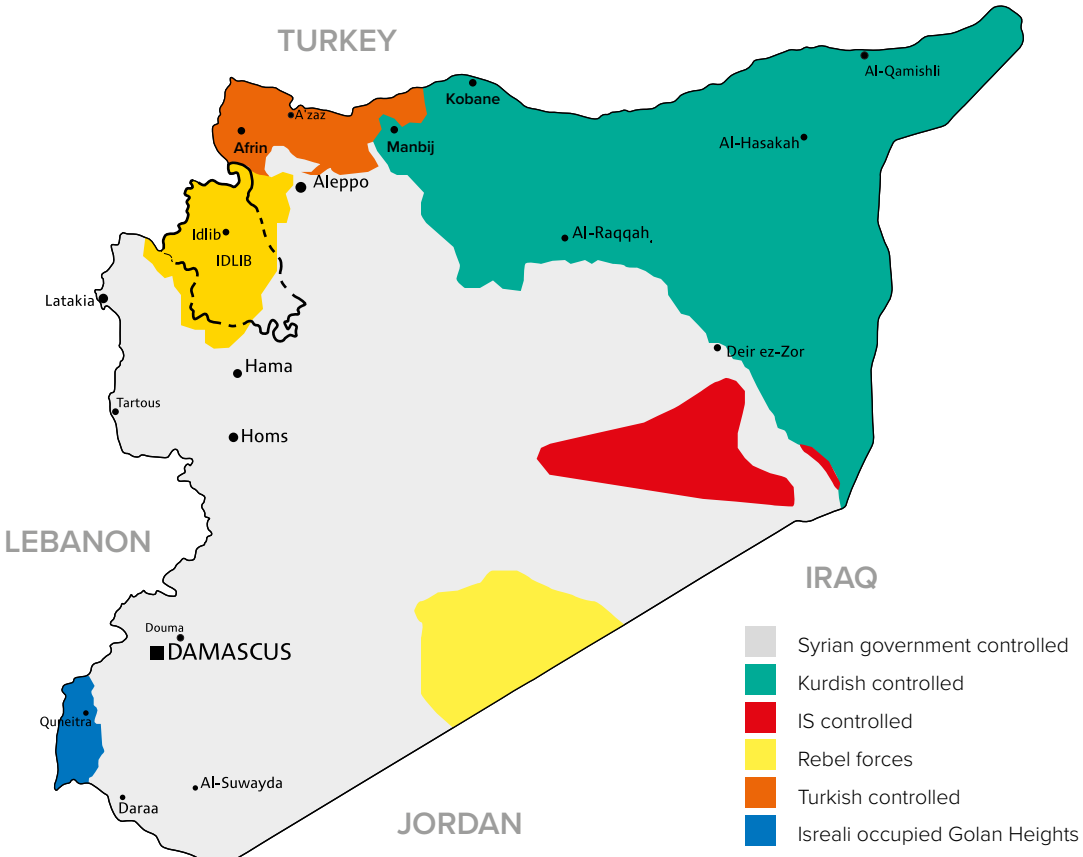 TURKEY
Al-Qamishli
Kobane
A'zaz
Afrin
Manbij
Al-Hasakah
Aleppo
Idlib
Al-Raqqah
IDLIB
Latakia
Deir ez-Zor
Hama
Tartous
Homs
LEBANON
IRAQ
Douma
DAMASCUS
Quneitra
Al-Suwayda
Daraa
JORDAN
Syrian government controlled
Kurdish controlled
IS controlled
Rebel forces
Turkish controlled
Isreali occupied Golan Heights